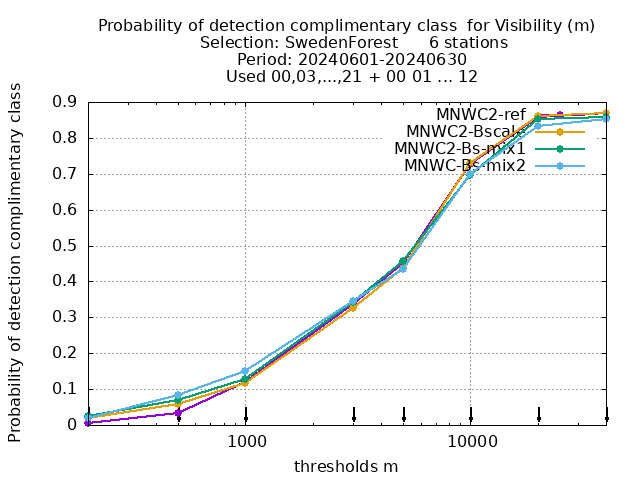 Probability of detection complimentary class  for Visibility (m)
Selection: SwedenForest      6 stations
Period: 20240601-20240630
Used 00,03,...,21 + 00 01 ... 12
Probability of detection complimentary class
0.9
0.8
0.7
0.6
0.5
0.4
0.3
0.2
0.1
0
MNWC2-ref
MNWC2-Bscale
MNWC2-Bs-mix1
MNWC-Bs-mix2
1000
10000
thresholds m